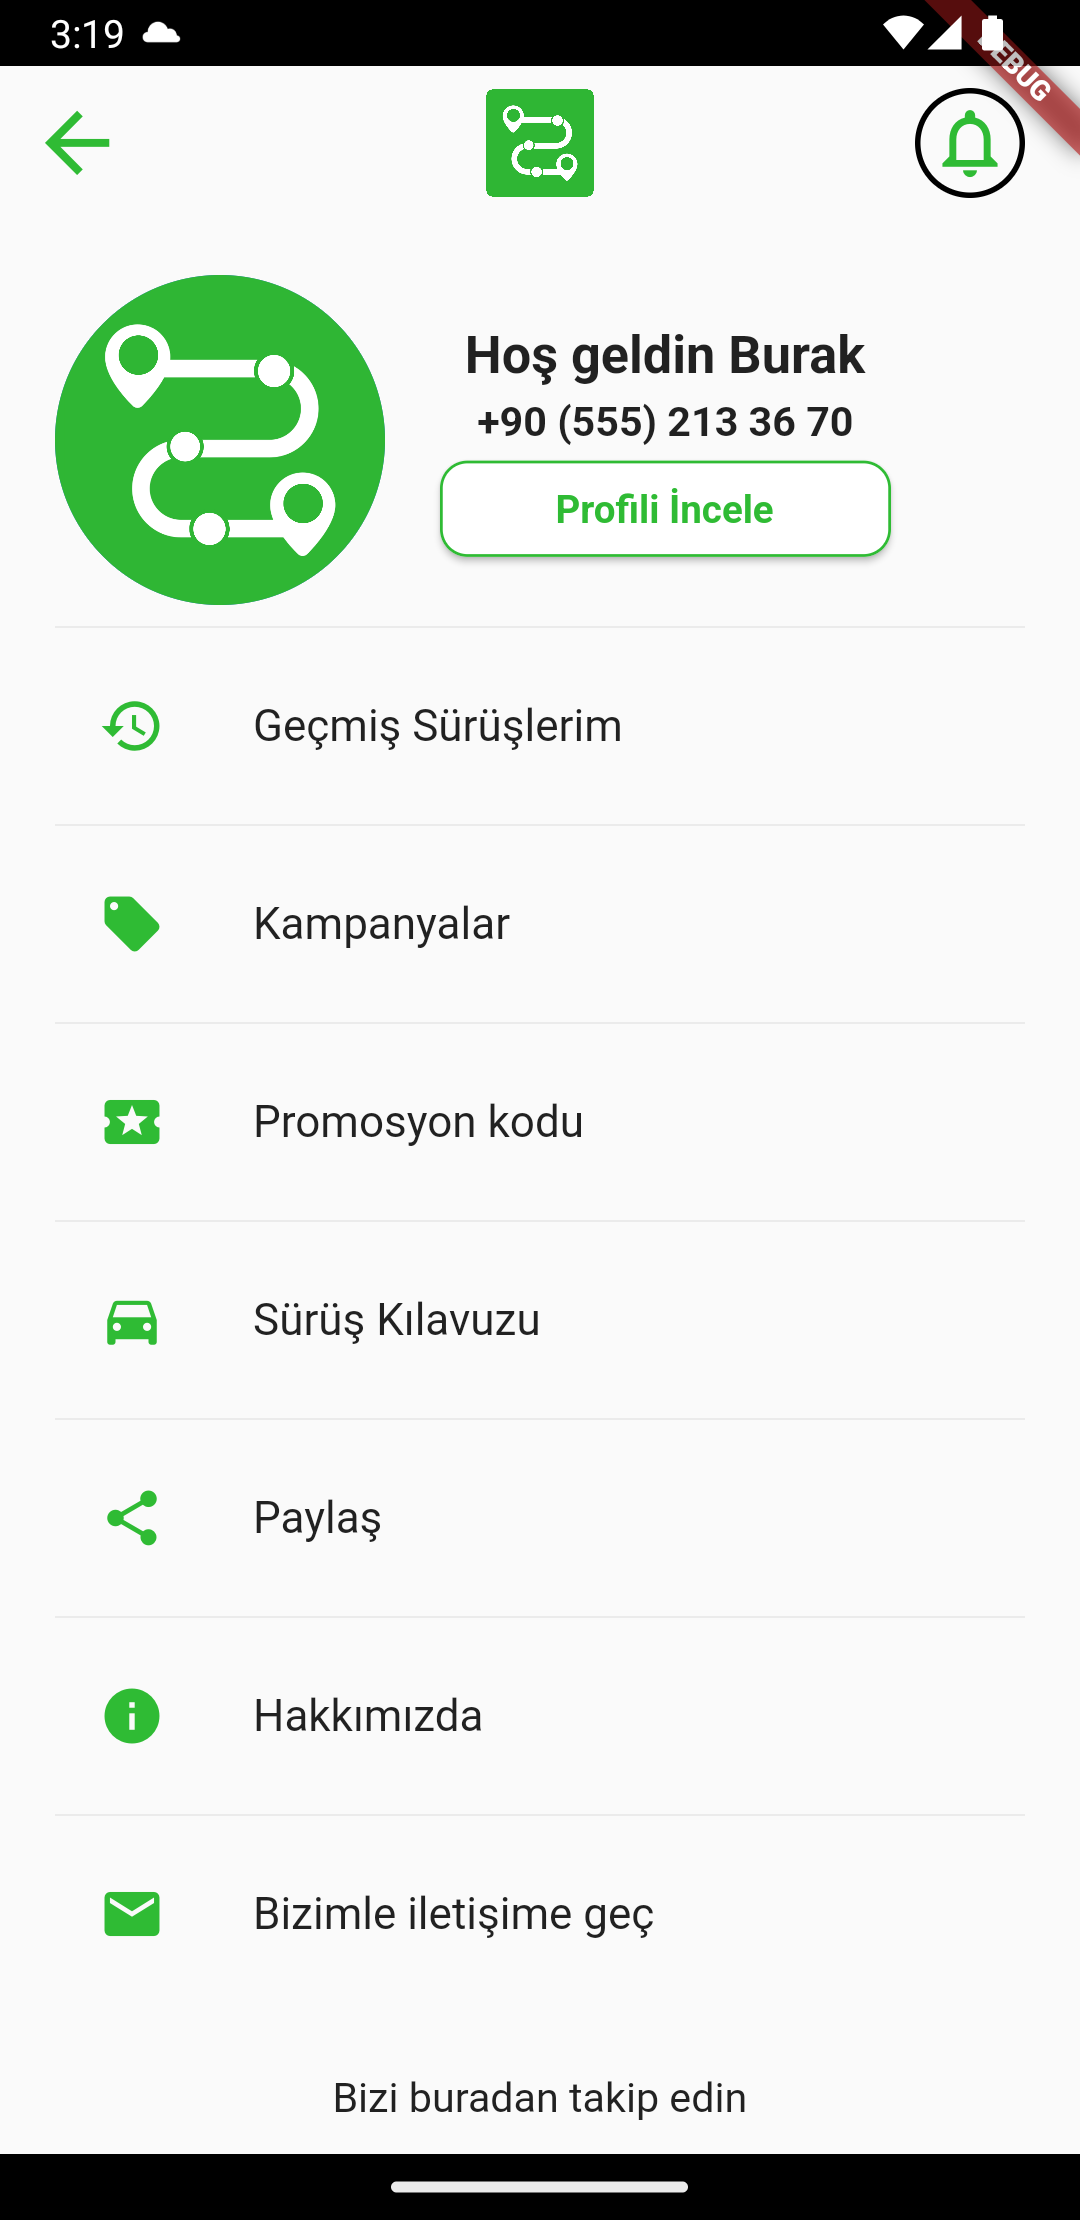 3:19
DEBUG
Hoş geldin Burak
+90 (555) 213 36 70
Profili İncele
Geçmiş Sürüşlerim
Kampanyalar
Promosyon kodu
Sürüş Kılavuzu
Paylaş
Hakkımızda
Bizimle iletişime geç
Bizi buradan takip edin